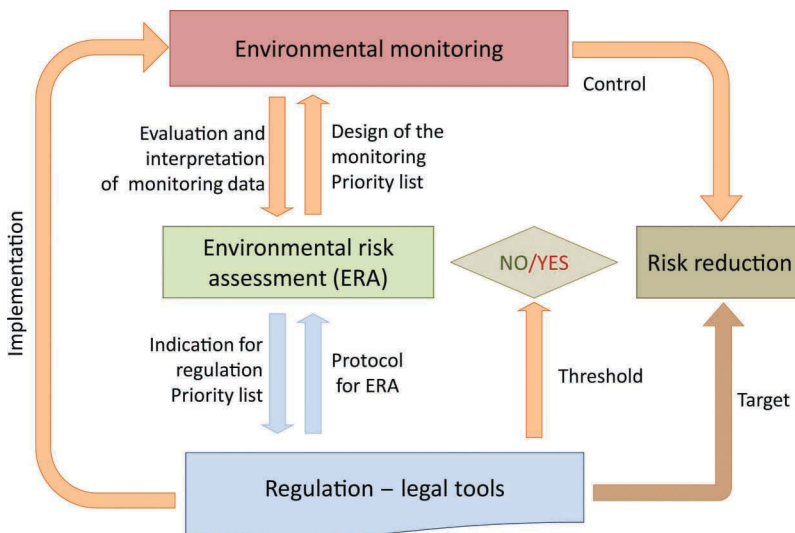 Environmental monitoring
Control
Evaluation and
interpretation
of monitoring data
Design of the
monitoring
Priority list
Implementation
Environmental risk
assessment (ERA)
NO/YES
Risk reduction
Indication for
regulation
Priority list
Protocol
for ERA
Threshold
Target
Regulation – legal tools